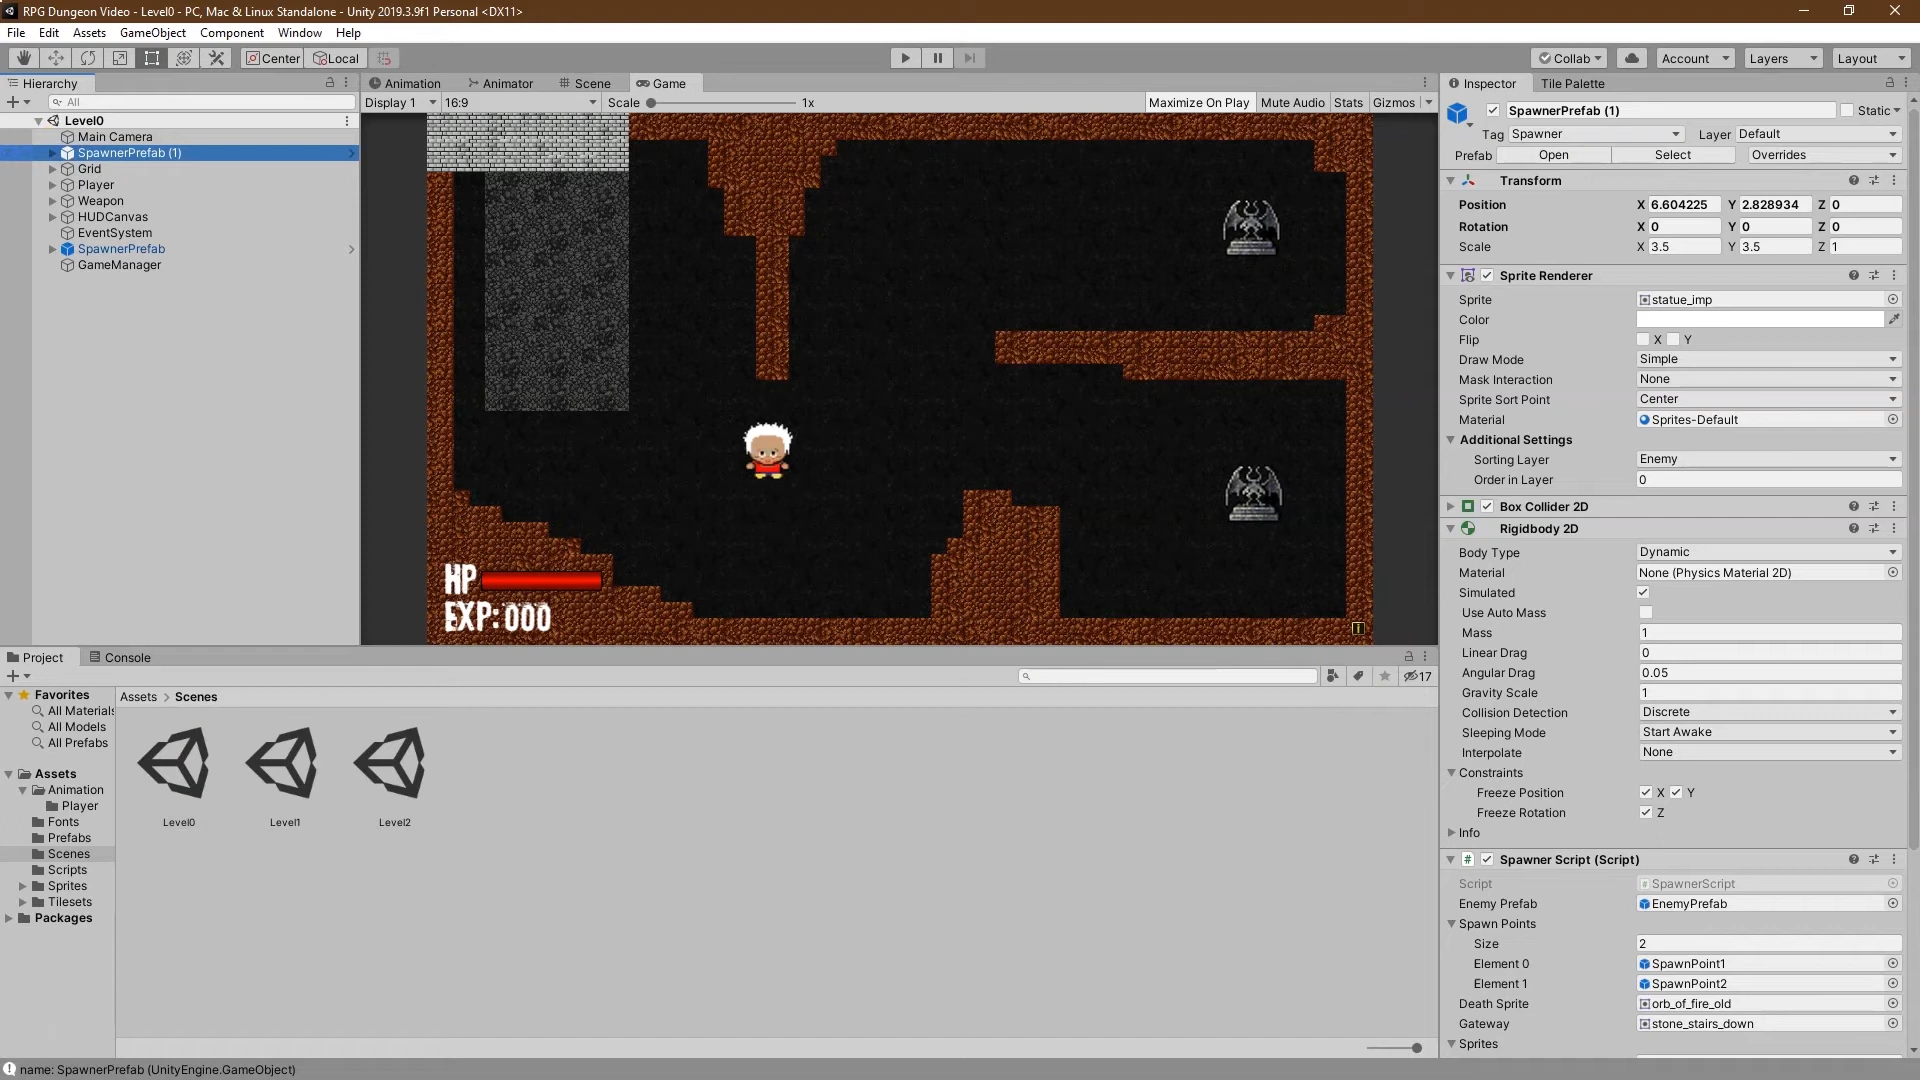 RPG Dungeon Video - Level0 - PC, Mac & Linux Standalone - Unity 2019.3.9f1 Personal <DX11>
File Edit Assets GameObject Component Window Help
Center Local Collab Account Layers Layout
Hierarchy
All
Level0
Main Camera
SpawnerPrefab (1)
Grid
Player
Weapon
HUDCanvas
EventSystem
SpawnerPrefab
GameManager
Animation Animator Scene Game
Display 1 16:9 Scale 1x Maximize On Play Mute Audio Stats Gizmos
HP
EXP:000
Inspector Tile Palette
SpawnerPrefab (1) Static
Tag Spawner Layer Default
Prefab Open Select Overrides
Transform
Position X 6.604225 Y 2.828934 Z 0
Rotation X 0 Y 0 Z 0
Scale X 3.5 Y 3.5 Z 1
Sprite Renderer
Sprite statue_imp
Color
Flip X Y
Draw Mode Simple
Mask Interaction None
Sprite Sort Point Center
Material Sprites-Default
Additional Settings
Sorting Layer Enemy
Order in Layer 0
Box Collider 2D
Rigidbody 2D
Body Type Dynamic
Material None (Physics Material 2D)
Simulated
Use Auto Mass
Mass 1
Linear Drag 0
Angular Drag 0.05
Gravity Scale 1
Collision Detection Discrete
Sleeping Mode Start Awake
Interpolate None
Constraints
Freeze Position X Y
Freeze Rotation Z
Info
Spawner Script (Script)
Script SpawnerScript
Enemy Prefab EnemyPrefab
Spawn Points
Size 2
Element 0 SpawnPoint1
Element 1 SpawnPoint2
Death Sprite orb_of_fire_old
Gateway stone_stairs_down
Sprites
Project Console
17
Favorites
All Materials
All Models
All Prefabs
Assets
Animation
Player
Fonts
Prefabs
Scenes
Scripts
Sprites
Tilesets
Packages
Assets > Scenes
Level0 Level1 Level2
name: SpawnerPrefab (UnityEngine.GameObject)